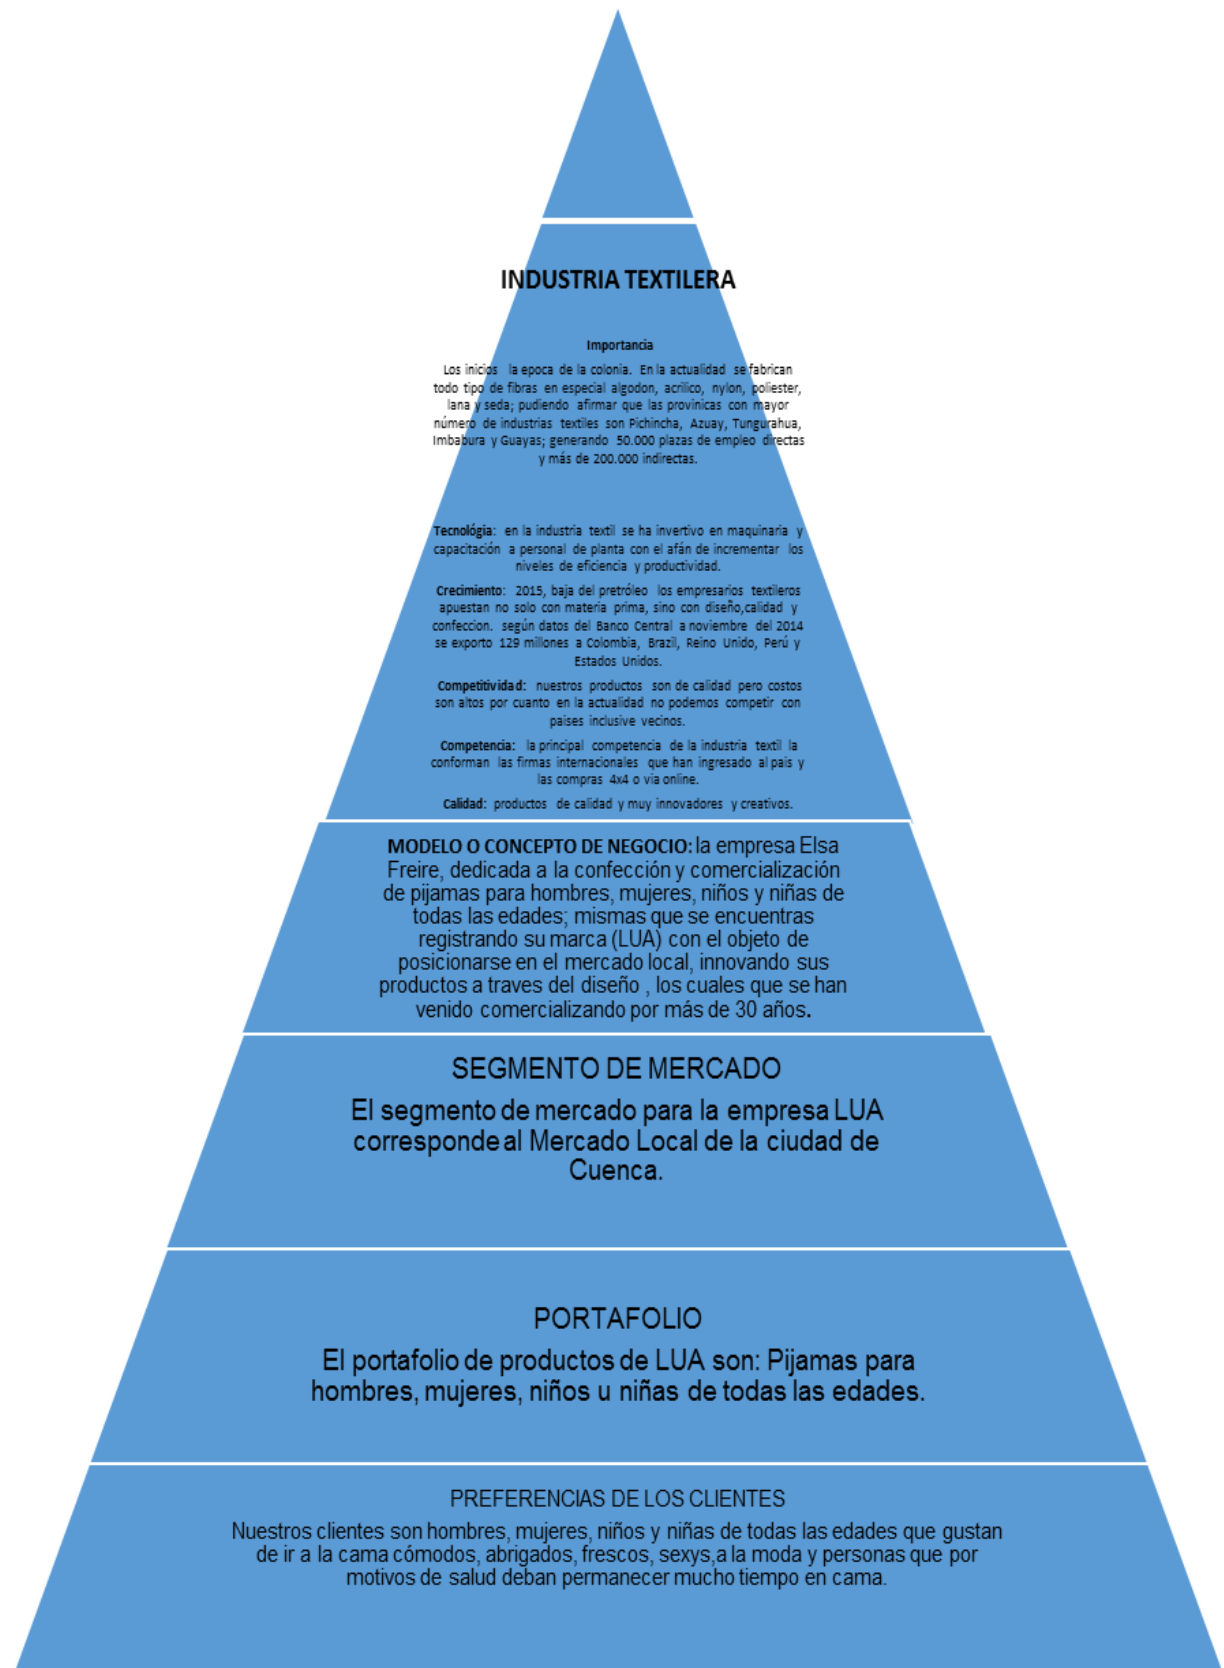 INDUSTRIA TEXTILERA
Importancia
Los inicios la epoca de la colonia. En la actualidad se fabrican
todo tipo de fibras en especial algodon, acrilico, nylon, poliester,
lana y seda; pudiendo afirmar que las provinicas con mayor
número de industrias textiles son Pichincha, Azuay, Tungurahua,
Imbabura y Guayas; generando 50.000 plazas de empleo directas
y más de 200.000 indirectas.
Tecnológia: en la industria textil se ha invertivo en maquinaria y
capacitación a personal de planta con el afán de incrementar los
niveles de eficiencia y productividad.
Crecimiento: 2015, baja del pretróleo los empresarios textileros
apuestan no solo con materia prima, sino con diseño,calidad y
confeccion. según datos del Banco Central a noviembre del 2014
se exporto 129 millones a Colombia, Brazil, Reino Unido, Perú y
Estados Unidos.
Competitividad: nuestros productos son de calidad pero costos
son altos por cuanto en la actualidad no podemos competir con
paises inclusive vecinos.
Competencia: la principal competencia de la industria textil la
conforman las firmas internacionales que han ingresado al pais y
las compras 4x4 o via online.
Calidad: productos de calidad y muy innovadores y creativos.
MODELO O CONCEPTO DE NEGOCIO: la empresa Elsa
Freire, dedicada a la confección y comercialización
de pijamas para hombres, mujeres, niños y niñas de
todas las edades; mismas que se encuentras
registrando su marca (LUA) con el objeto de
posicionarse en el mercado local, innovando sus
productos a traves del diseño , los cuales que se han
venido comercializando por más de 30 años.
SEGMENTO DE MERCADO
El segmento de mercado para la empresa LUA
corresponde al Mercado Local de la ciudad de
Cuenca.
PORTAFOLIO
El portafolio de productos de LUA son: Pijamas para
hombres, mujeres, niños u niñas de todas las edades.
PREFERENCIAS DE LOS CLIENTES
Nuestros clientes son hombres, mujeres, niños y niñas de todas las edades que gustan
de ir a la cama cómodos, abrigados, frescos, sexys,a la moda y personas que por
motivos de salud deban permanecer mucho tiempo en cama.